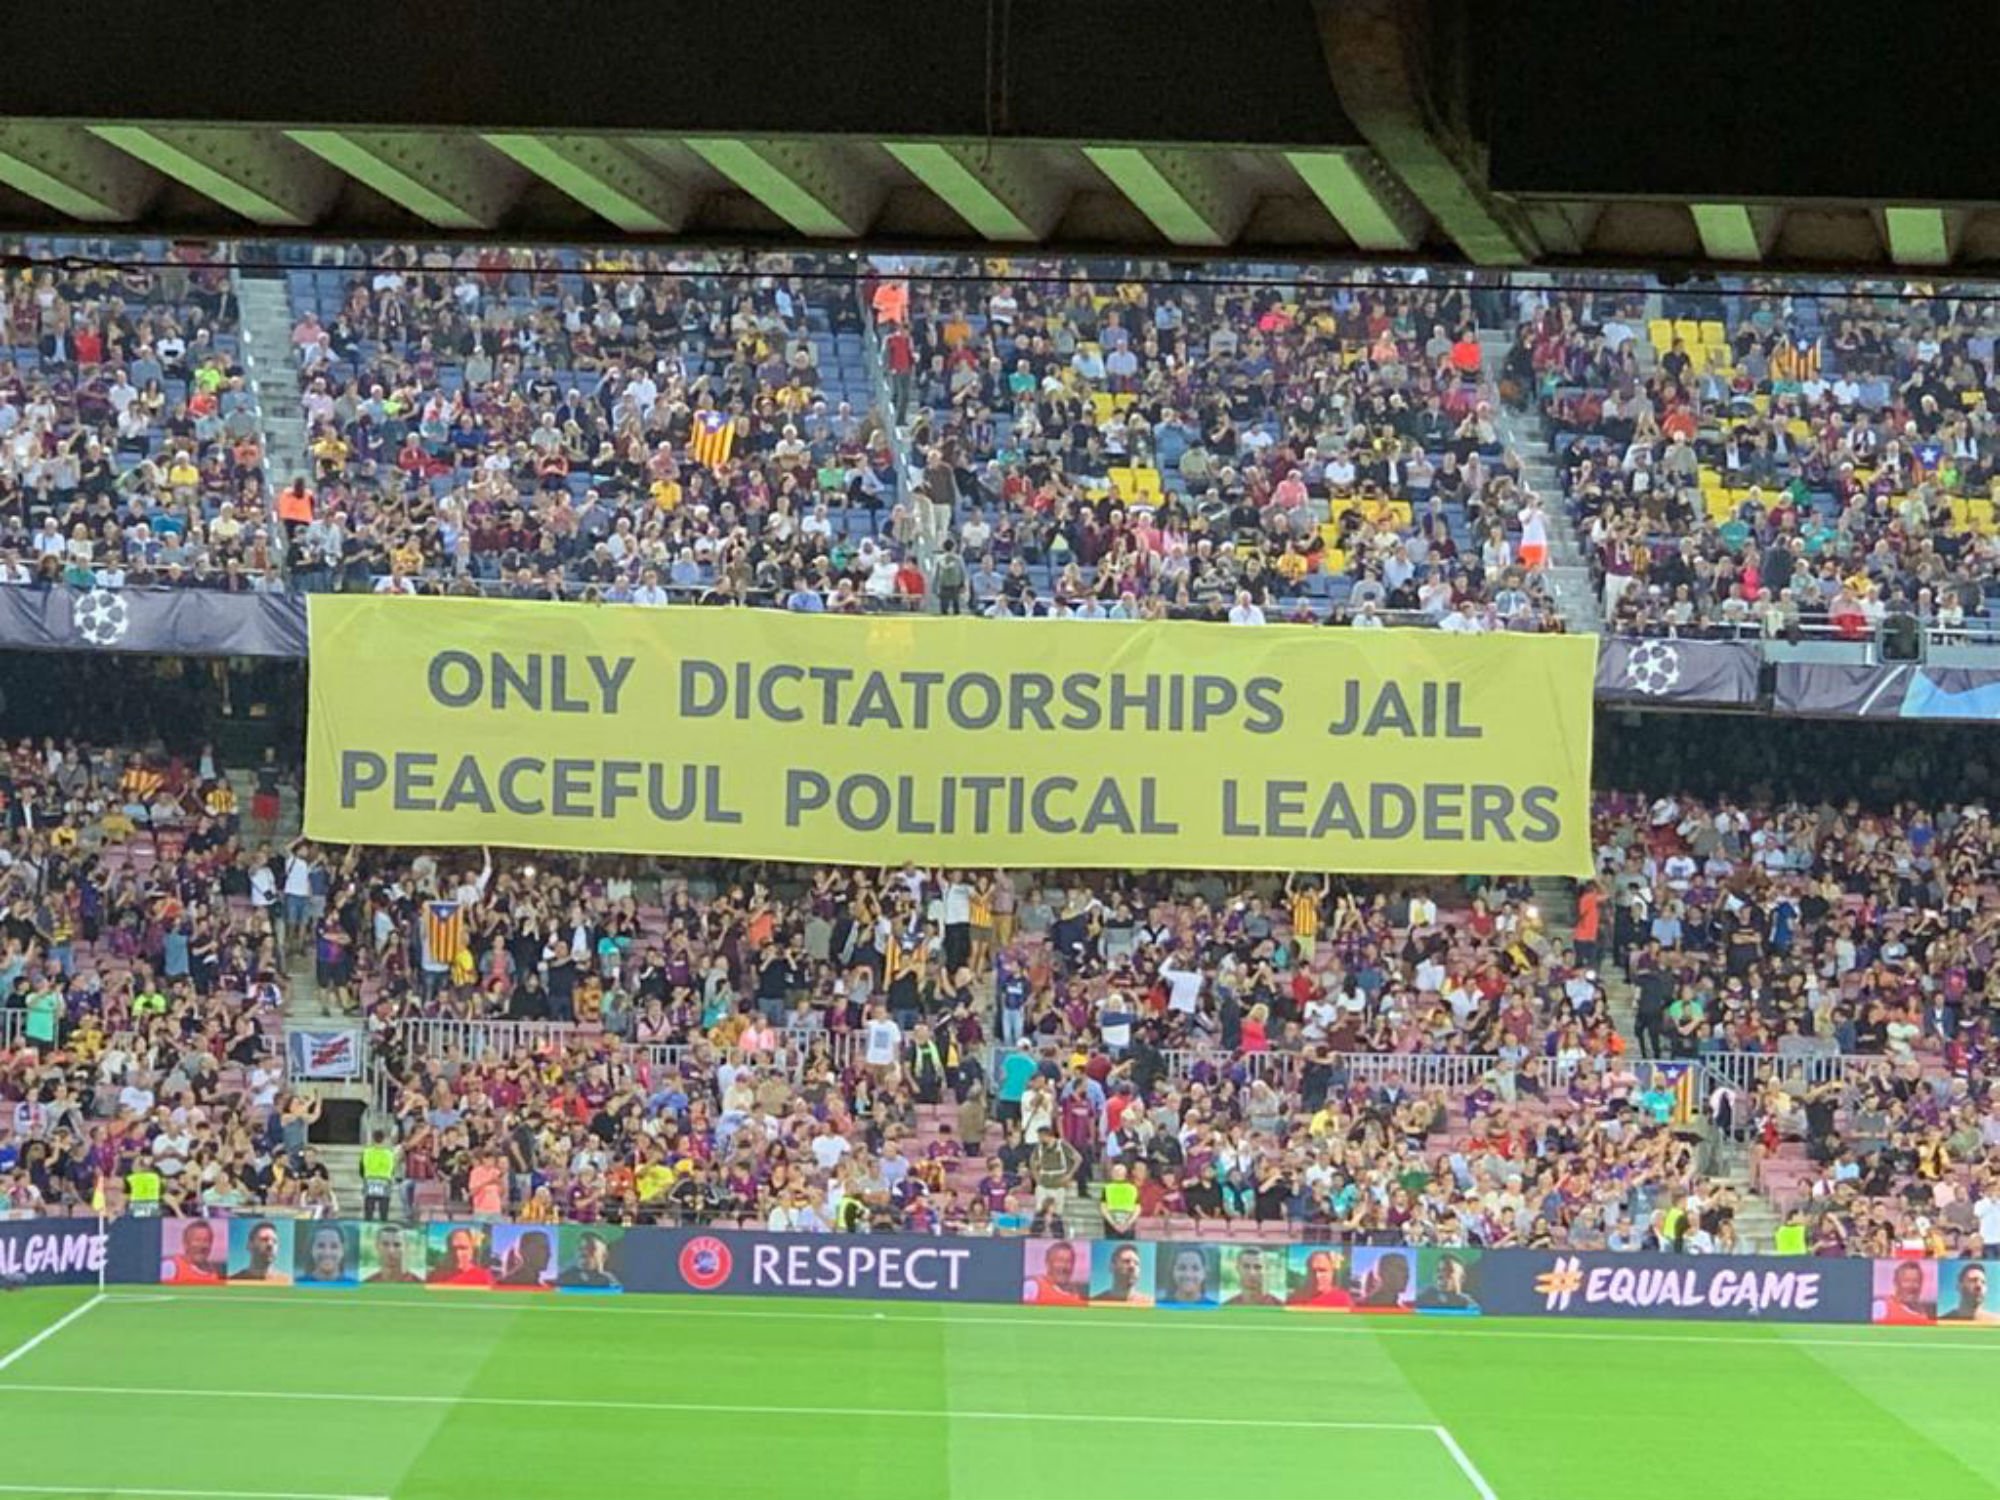 ONLY DICTATORSHIPS JAIL
PEACEFUL POLITICAL LEADERS
ALGAME
RESPECT
#EQUALGAME